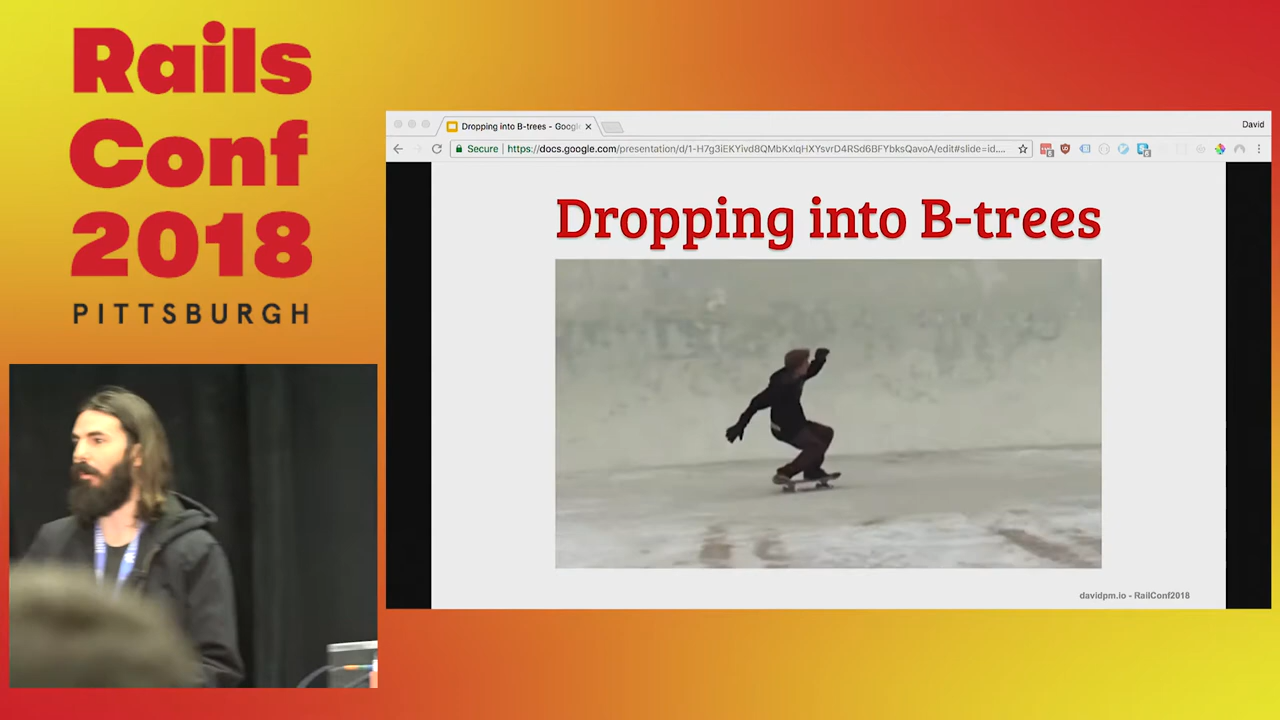 Rails
Conf
2018
PITTSBURGH
Dropping into B-trees - Googl
David
Secure
https://docs.google.com/presentation/d/1-H7g3iEKYivd8QMbKxlqHXYsvrD4RSd6BFYbksQavoA/edit#slide=id....
Dropping into B-trees
davidpm.io - RailConf2018